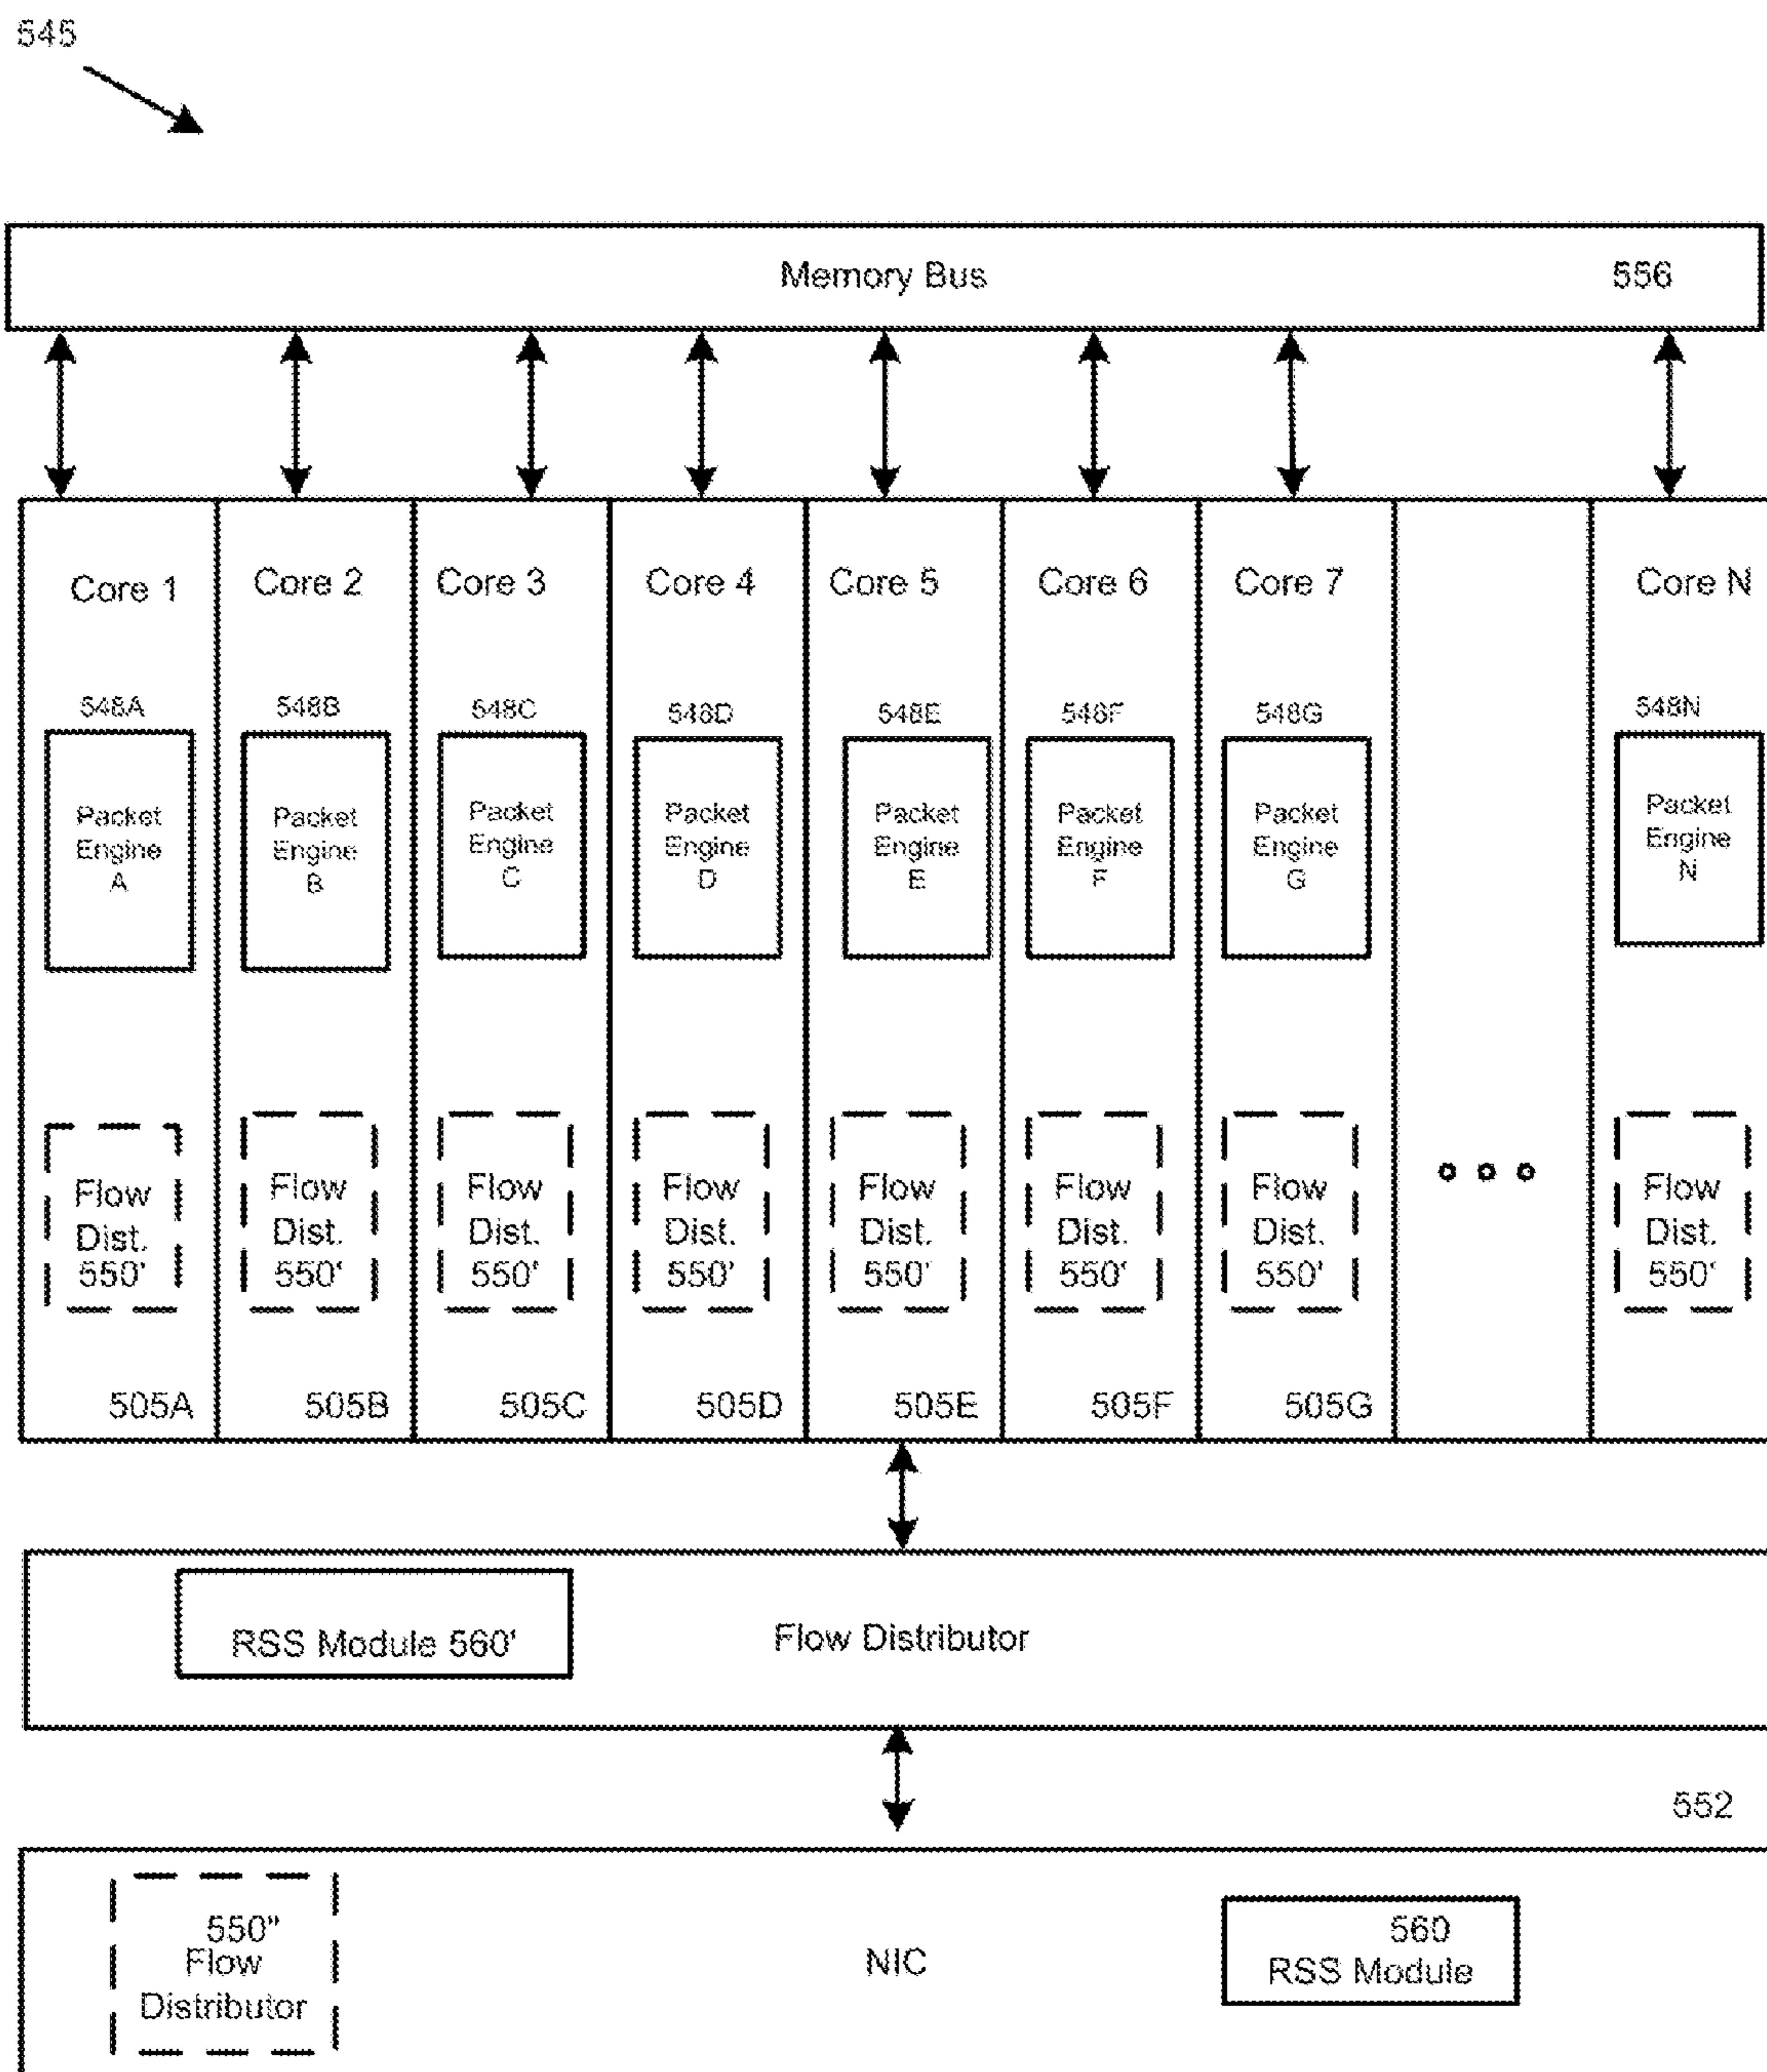 545
Memory Bus 556
Core 1 Core 2 Core 3 Core 4 Core 5 Core 6 Core 7 Core N
548A 548B 548C 548D 548E 548F 548G 548N
Packet Engine A
Packet Engine B
Packet Engine C
Packet Engine D
Packet Engine E
Packet Engine F
Packet Engine G
Packet Engine N
Flow Dist. 550'
Flow Dist. 550'
Flow Dist. 550'
Flow Dist. 550'
Flow Dist. 550'
Flow Dist. 550'
Flow Dist. 550'
Flow Dist. 550'
505A 505B 505C 505D 505E 505F 505G
RSS Module 560' Flow Distributor
552
550"
Flow
Distributor
NIC
560
RSS Module